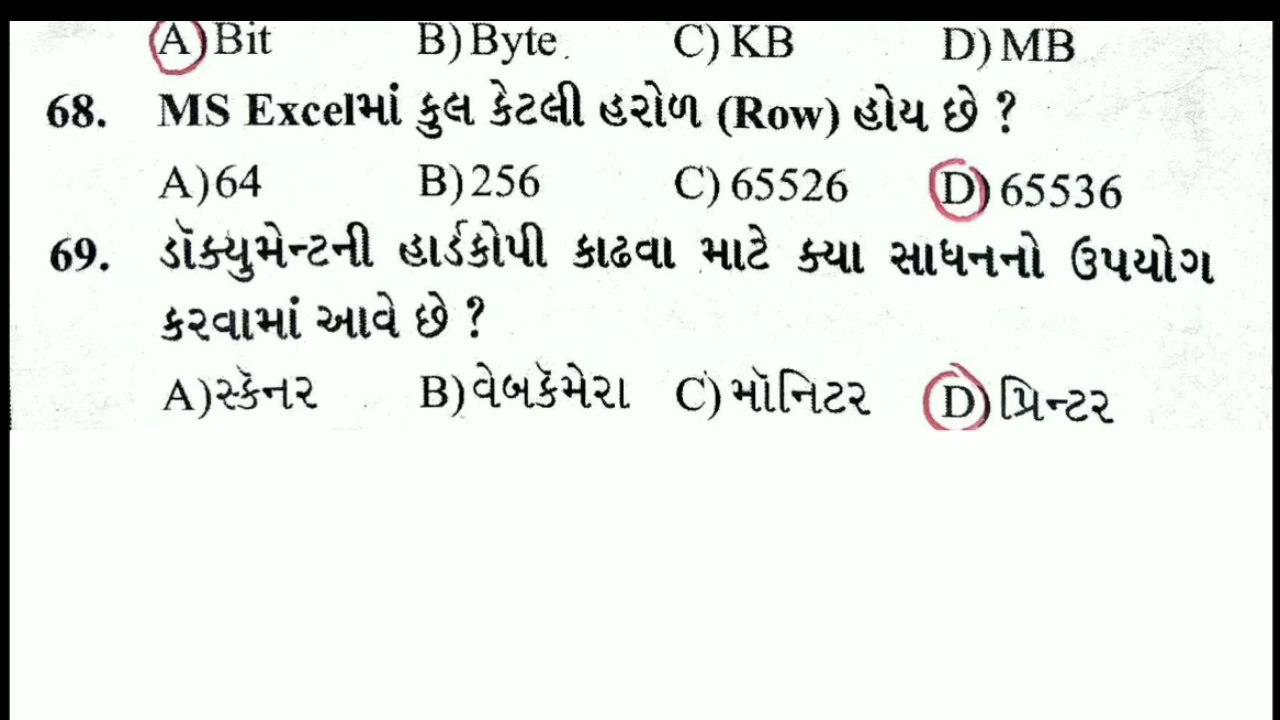 A) Bit B) Byte C) KB D) MB
68. MS Excelમાં કુલ કેટલી હરોળ (Row) હોય છે ?
A) 64 B) 256 C) 65526 D) 65536
69. ડૉક્યુમેન્ટની હાર્ડકોપી કાઢવા માટે ક્યા સાધનનો ઉપયોગ
કરવામાં આવે છે ?
A) સ્કૅનર B) વેબકૅમેરા C) મૉનિટર D) પ્રિન્ટર